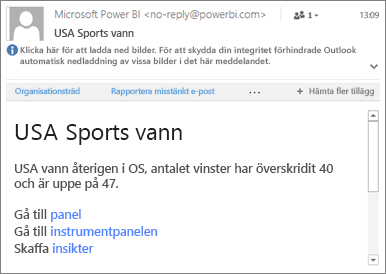 Microsoft Power BI <no-reply@powerbi.com>
1
13:09
USA Sports vann
Klicka här för att ladda ned bilder. För att skydda din integritet förhindrade Outlook
automatisk nedladdning av vissa bilder i det här meddelandet.
Organisationsträd
Rapportera misstänkt e-post
...
+ Hämta fler tillägg
USA Sports vann
USA vann återigen i OS, antalet vinster har överskridit 40
och är uppe på 47.
Gå till panel
Gå till instrumentpanelen
Skaffa insikter